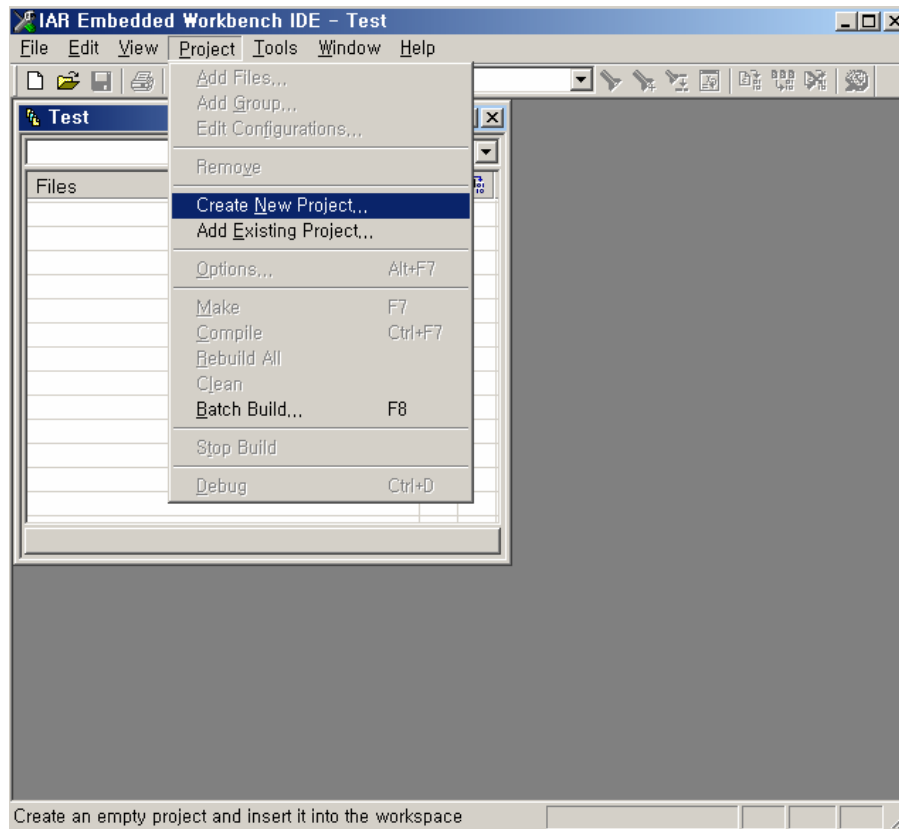 IAR Embedded Workbench IDE - Test
File Edit View Project Tools Window Help
Test
Files
Add Files...
Add Group...
Edit Configurations...
Remove
Create New Project...
Add Existing Project...
Options... Alt+F7
Make F7
Compile Ctrl+F7
Rebuild All
Clean
Batch Build... F8
Stop Build
Debug Ctrl+D
Create an empty project and insert it into the workspace